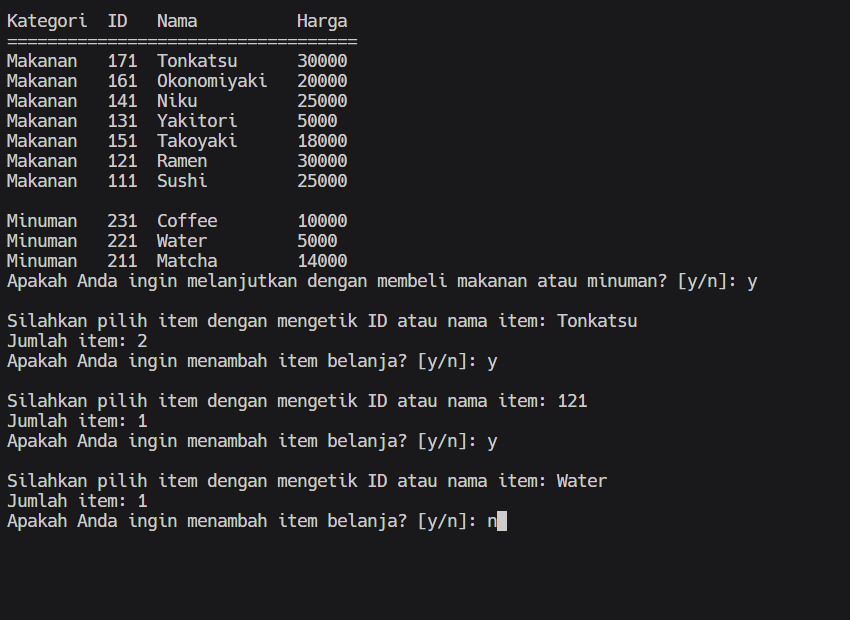 Kategori  ID   Nama          Harga
===================================
Makanan   171  Tonkatsu      30000
Makanan   161  Okonomiyaki   20000
Makanan   141  Niku          25000
Makanan   131  Yakitori      5000
Makanan   151  Takoyaki      18000
Makanan   121  Ramen         30000
Makanan   111  Sushi         25000

Minuman   231  Coffee        10000
Minuman   221  Water         5000
Minuman   211  Matcha        14000
Apakah Anda ingin melanjutkan dengan membeli makanan atau minuman? [y/n]: y

Silahkan pilih item dengan mengetik ID atau nama item: Tonkatsu
Jumlah item: 2
Apakah Anda ingin menambah item belanja? [y/n]: y

Silahkan pilih item dengan mengetik ID atau nama item: 121
Jumlah item: 1
Apakah Anda ingin menambah item belanja? [y/n]: y

Silahkan pilih item dengan mengetik ID atau nama item: Water
Jumlah item: 1
Apakah Anda ingin menambah item belanja? [y/n]: n